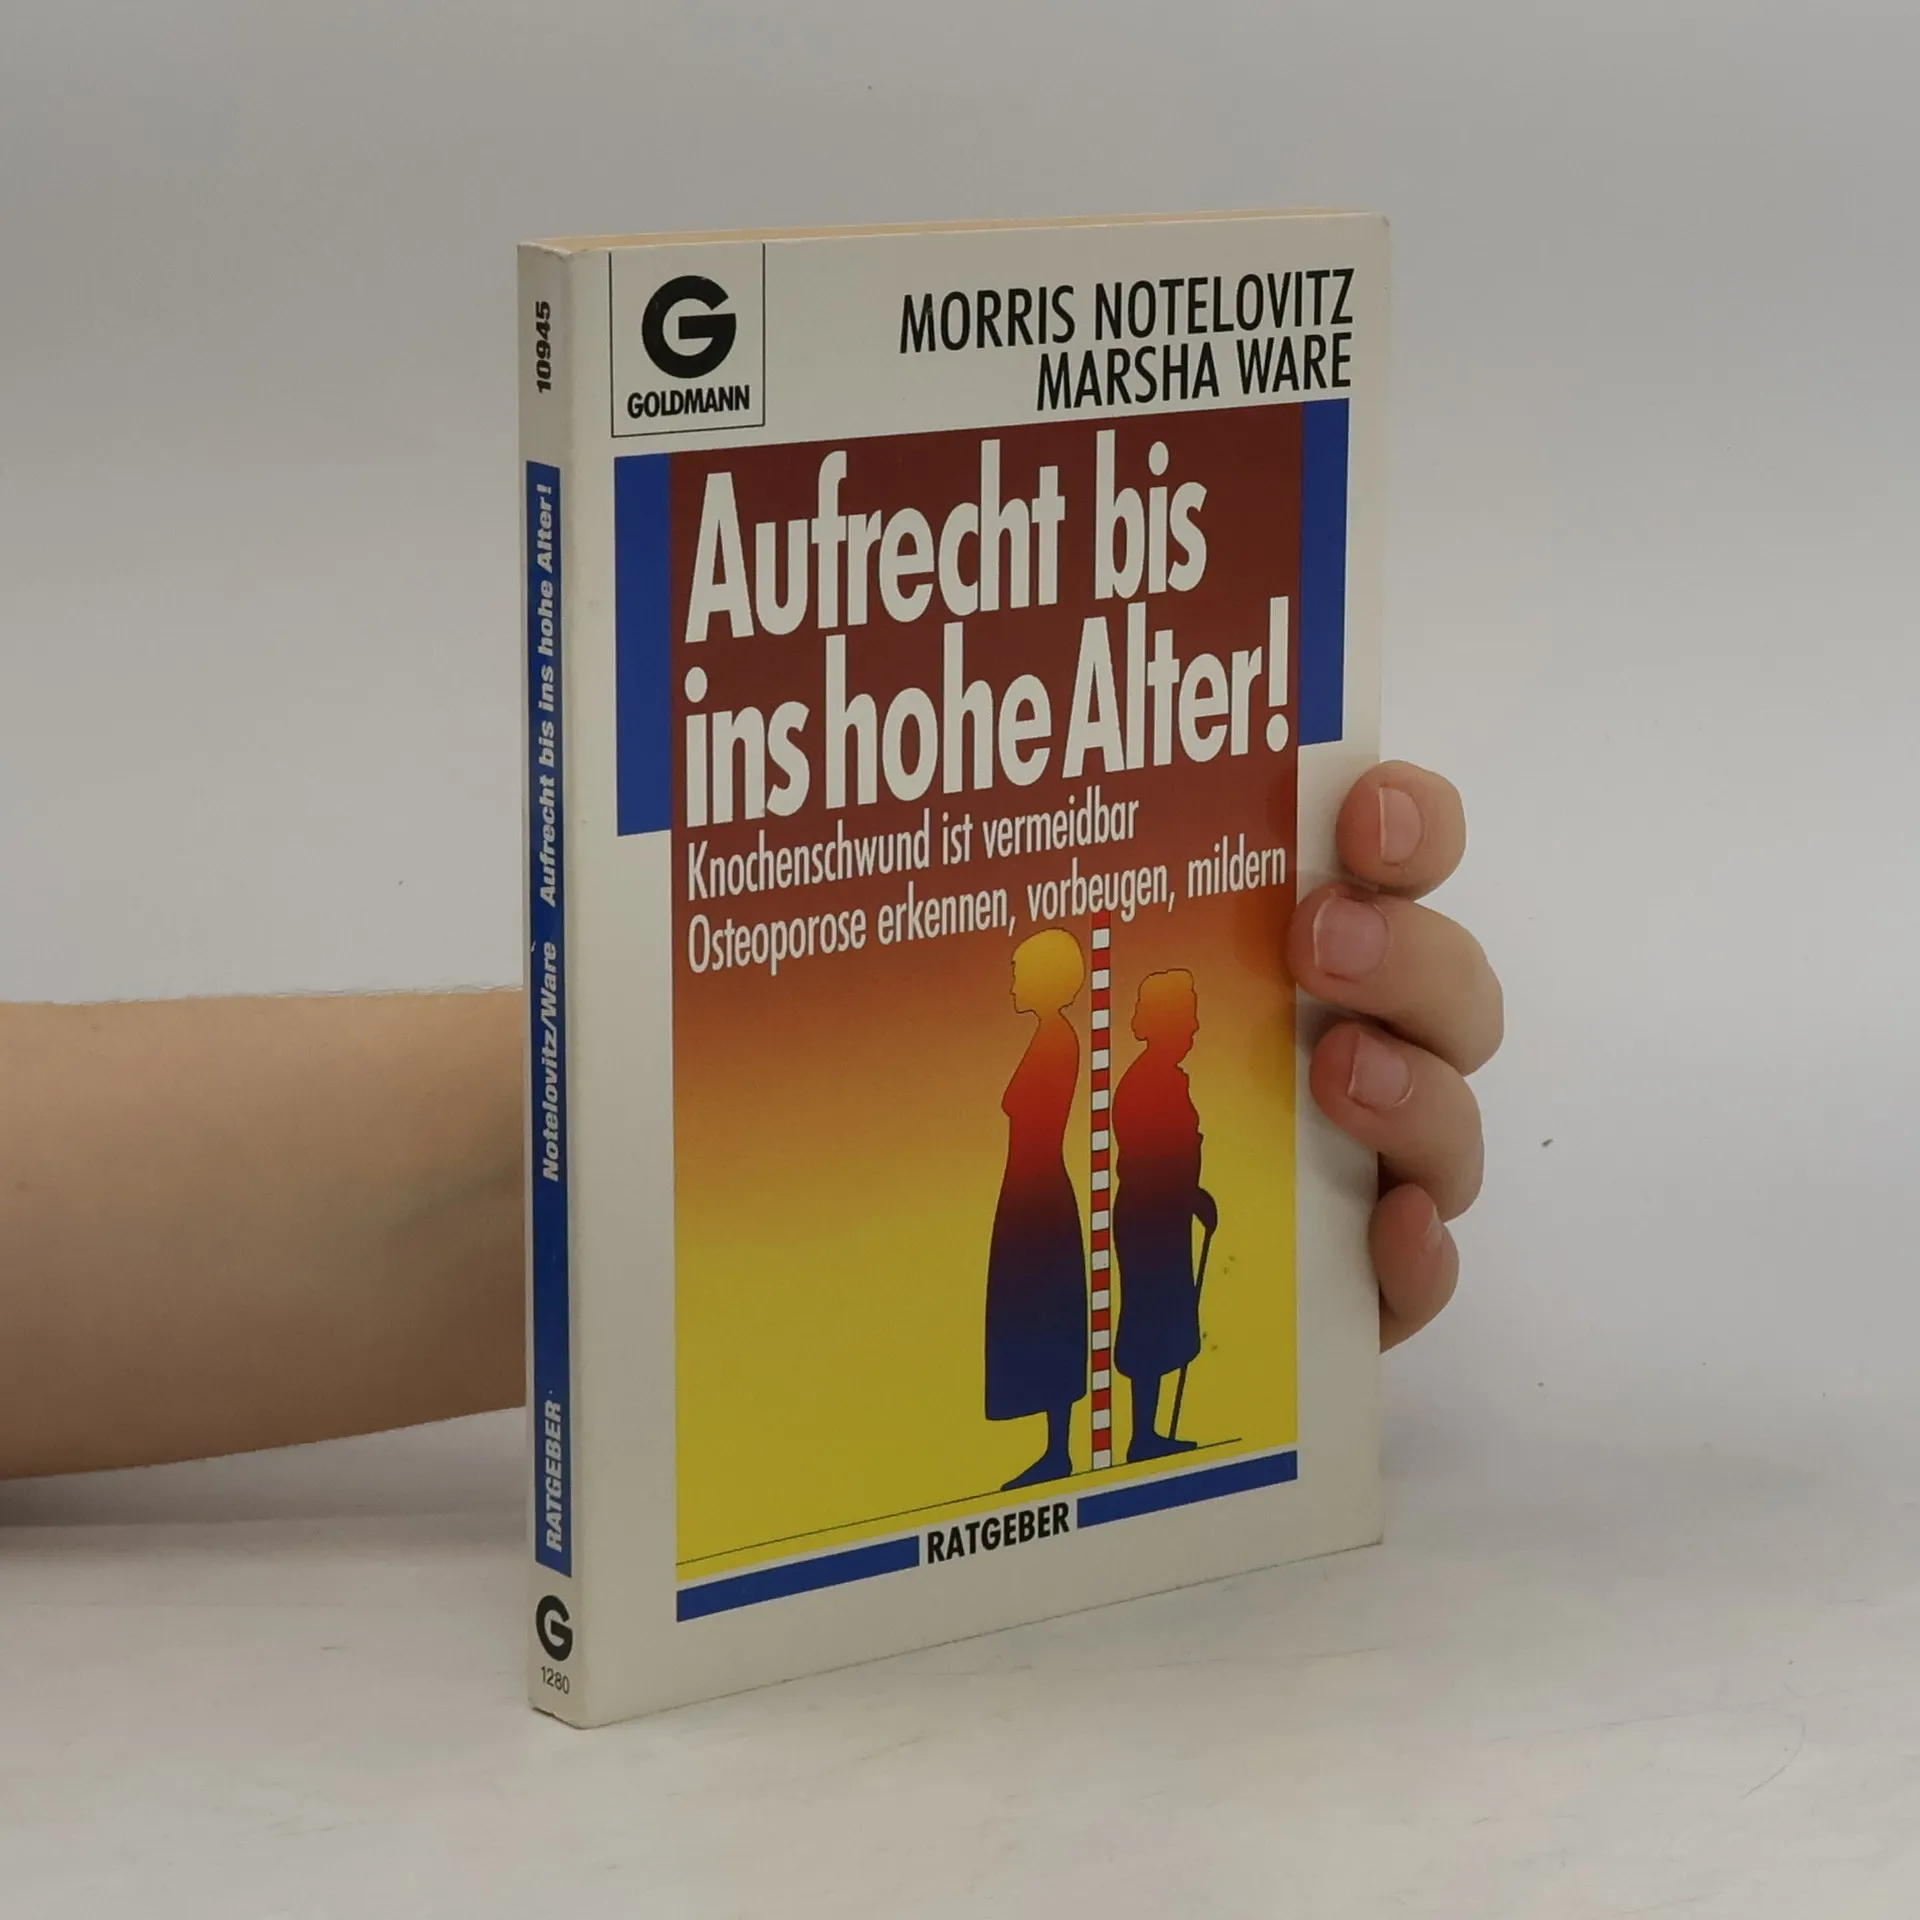 10945
Aufrecht bis ins hohe Alter!
Notelovitz/Ware
RATGEBER
G
1280
G
GOLDMANN
MORRIS NOTELOVITZ
MARSHA WARE
Aufrecht bis
ins hohe Alter!
Knochenschwund ist vermeidbar
Osteoporose erkennen, vorbeugen, mildern
RATGEBER